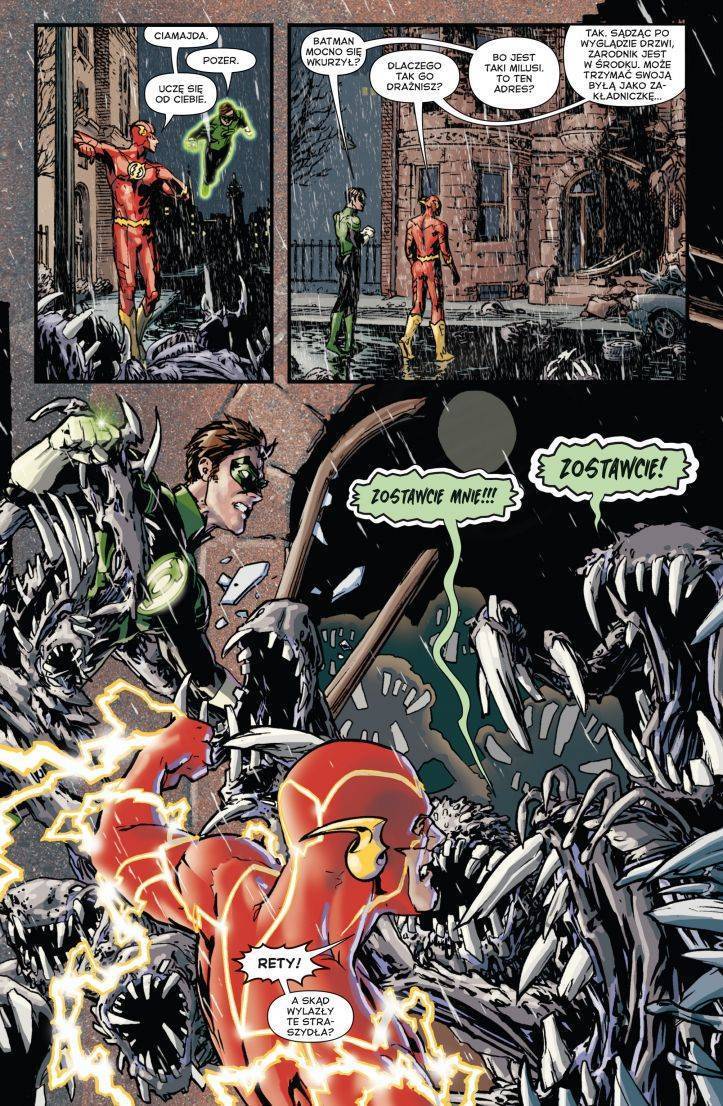 CIAMAJDA.
POZER.
UCZĘ SIĘ
OD CIEBIE.
BATMAN
MOCNO SIĘ
WKURZYŁ?
DLACZEGO
TAK GO
DRAŻNISZ?
BO JEST
TAKI MILUSI.
TO TEN
ADRES?
TAK. SĄDZĄC PO
WYGLĄDZIE DRZWI,
ZARODNIK JEST
W ŚRODKU. MOŻE
TRZYMAĆ SWOJĄ
BYŁĄ JAKO ZA-
KŁADNICZKĘ...
ZOSTAWCIE MNIE!!!
ZOSTAWCIE!
RETY!
A SKĄD
WYLAZŁY
TE STRA-
SZYDŁA?